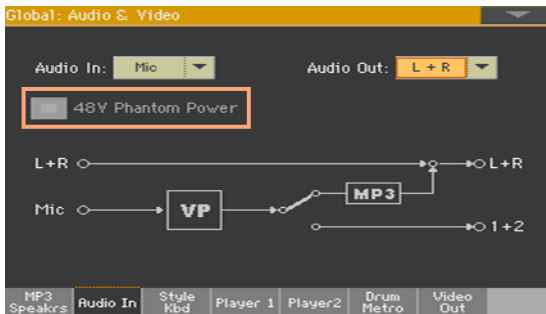 Global: Audio & Video
Audio In: Mic
Audio Out: L + R
48V Phantom Power
L+R
L+R
MP3
Mic
VP
1+2
MP3 Speakrs
Audio In
Style Kbd
Player 1
Player2
Drum Metro
Video Out